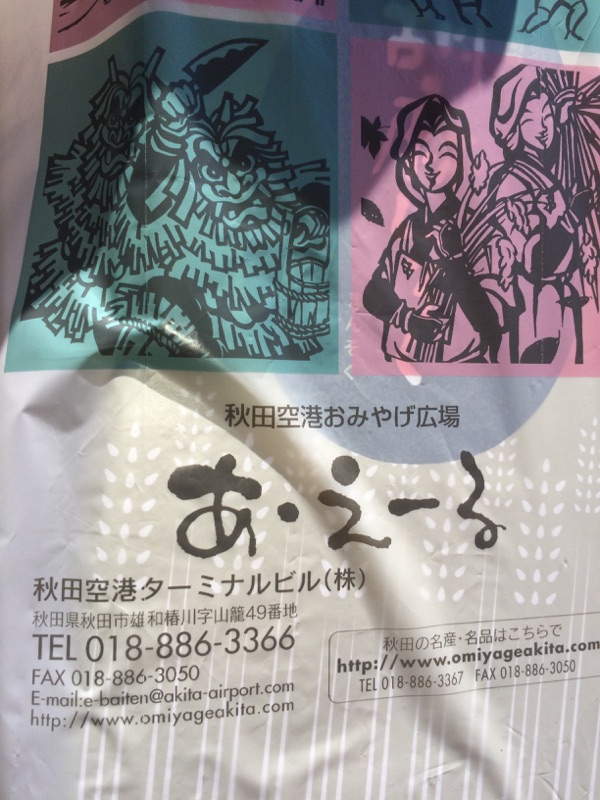 秋田空港おみやげ広場
あ・えーる
秋田空港ターミナルビル(株)
秋田県秋田市雄和椿川字山籠49番地
TEL 018-886-3366
FAX 018-886-3050
E-mail:e-baiten@akita-airport.com
http://www.omiyageakita.com
秋田の名産・名品はこちらで
http://www.omiyageakita.com
TEL 018-886-3367 FAX 018-886-3050